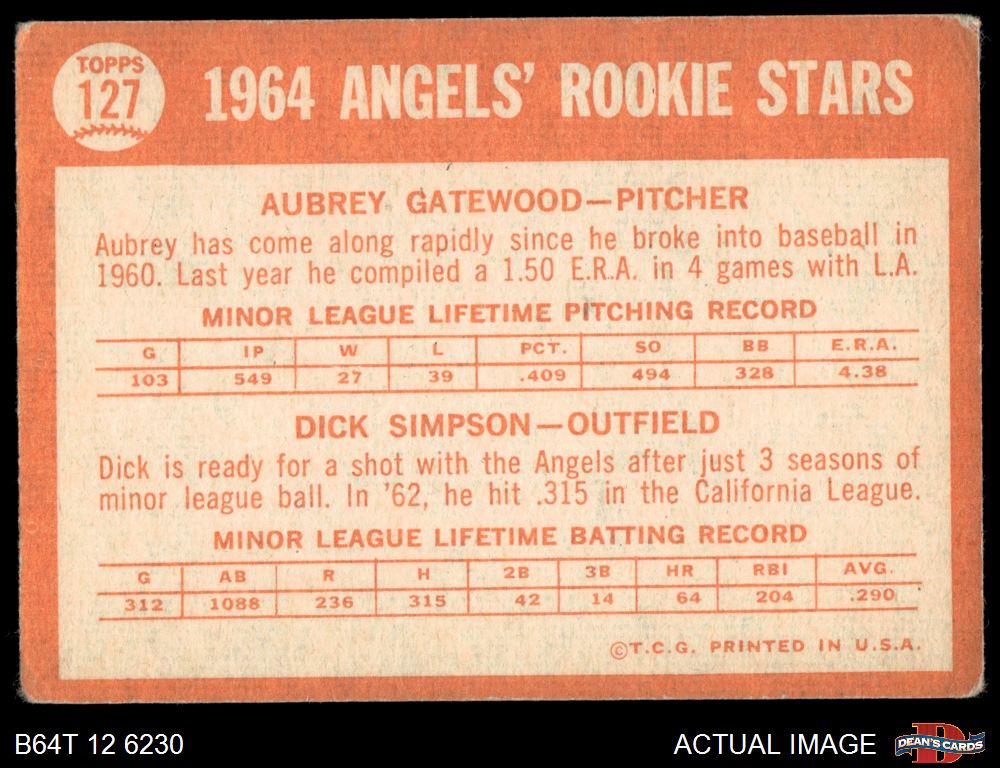 TOPPS
127
1964 ANGELS' ROOKIE STARS
AUBREY GATEWOOD—PITCHER
Aubrey has come along rapidly since he broke into baseball in
1960. Last year he compiled a 1.50 E.R.A. in 4 games with L.A.
MINOR LEAGUE LIFETIME PITCHING RECORD
G IP W L PCT. SO BB E.R.A.
103 549 27 39 .409 494 328 4.38
DICK SIMPSON—OUTFIELD
Dick is ready for a shot with the Angels after just 3 seasons of
minor league ball. In '62, he hit .315 in the California League.
MINOR LEAGUE LIFETIME BATTING RECORD
G AB R H 2B 3B HR RBI AVG.
312 1088 236 315 42 14 64 204 .290
©T.C.G. PRINTED IN U.S.A.
B64T 12 6230
ACTUAL IMAGE
D
DEAN'S CARDS